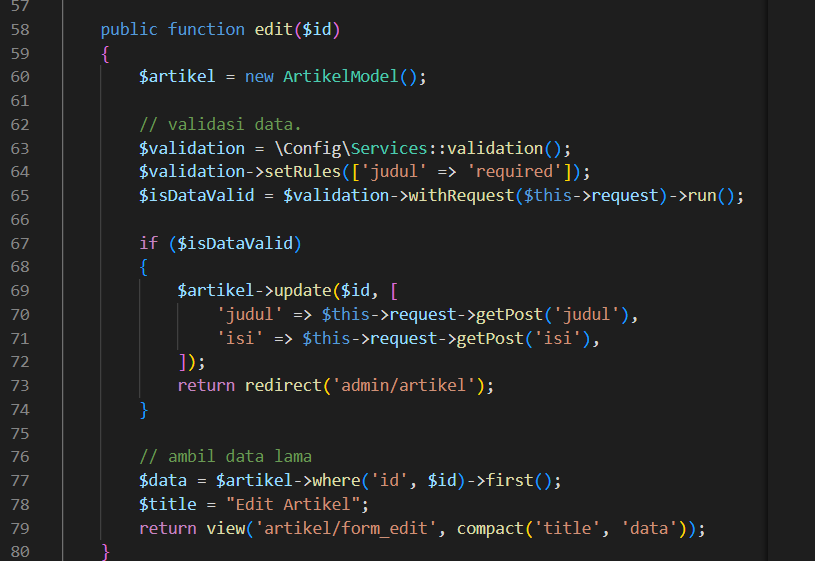 57
58 public function edit($id)
59 {
60 $artikel = new ArtikelModel();
61
62 // validasi data.
63 $validation = \Config\Services::validation();
64 $validation->setRules(['judul' => 'required']);
65 $isDataValid = $validation->withRequest($this->request)->run();
66
67 if ($isDataValid)
68 {
69 $artikel->update($id, [
70 'judul' => $this->request->getPost('judul'),
71 'isi' => $this->request->getPost('isi'),
72 ]);
73 return redirect('admin/artikel');
74 }
75
76 // ambil data lama
77 $data = $artikel->where('id', $id)->first();
78 $title = "Edit Artikel";
79 return view('artikel/form_edit', compact('title', 'data'));
80 }